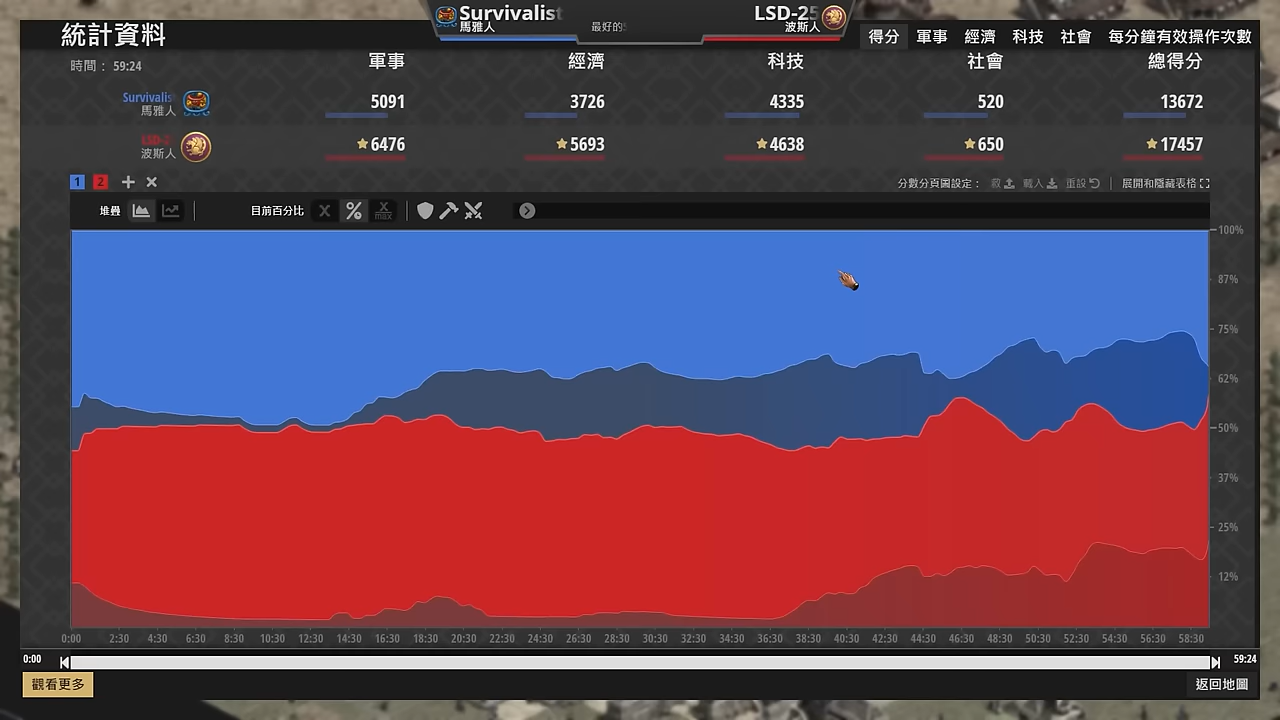 Survivalist
馬雅人
最好的
LSD-25
波斯人
統計資料
得分 軍事 經濟 科技 社會 每分鐘有效操作次數
時間： 59:24
軍事 經濟 科技 社會 總得分
Survivalis
馬雅人
5091 3726 4335 520 13672
LSD-2
波斯人
6476 5693 4638 650 17457
1 2
分數分頁圖設定： 載入 重設 展開和隱藏表格
堆疊 目前百分比 X % X max
100%
87%
75%
62%
50%
37%
25%
12%
0:00 2:30 4:30 6:30 8:30 10:30 12:30 14:30 16:30 18:30 20:30 22:30 24:30 26:30 28:30 30:30 32:30 34:30 36:30 38:30 40:30 42:30 44:30 46:30 48:30 50:30 52:30 54:30 56:30 58:30
0:00 59:24
觀看更多 返回地圖